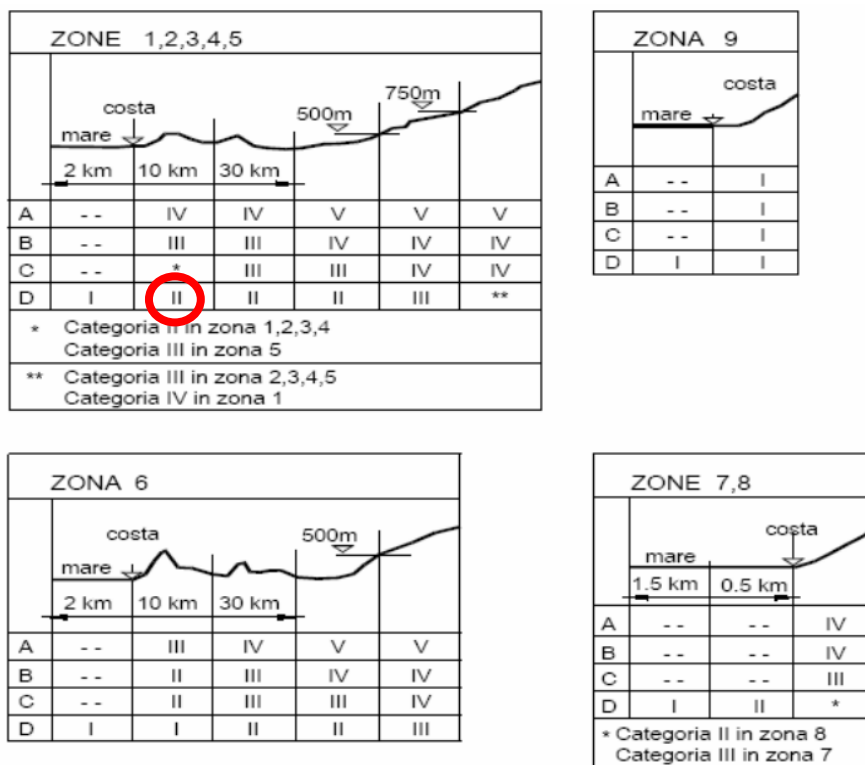 ZONE 1,2,3,4,5
costa
mare
500m
750m
2 km 10 km 30 km
A -- IV IV V V V
B -- III III IV IV IV
C -- * III III IV IV
D I II II II III **
* Categoria II in zona 1,2,3,4
Categoria III in zona 5
** Categoria III in zona 2,3,4,5
Categoria IV in zona 1
ZONA 9
costa
mare
A -- I
B -- I
C -- I
D I I
ZONA 6
costa
500m
mare
2 km 10 km 30 km
A -- III IV V V
B -- II III IV IV
C -- II III III IV
D I I II II III
ZONE 7,8
costa
mare
1.5 km 0.5 km
A -- -- IV
B -- -- IV
C -- -- III
D I II *
* Categoria II in zona 8
Categoria III in zona 7